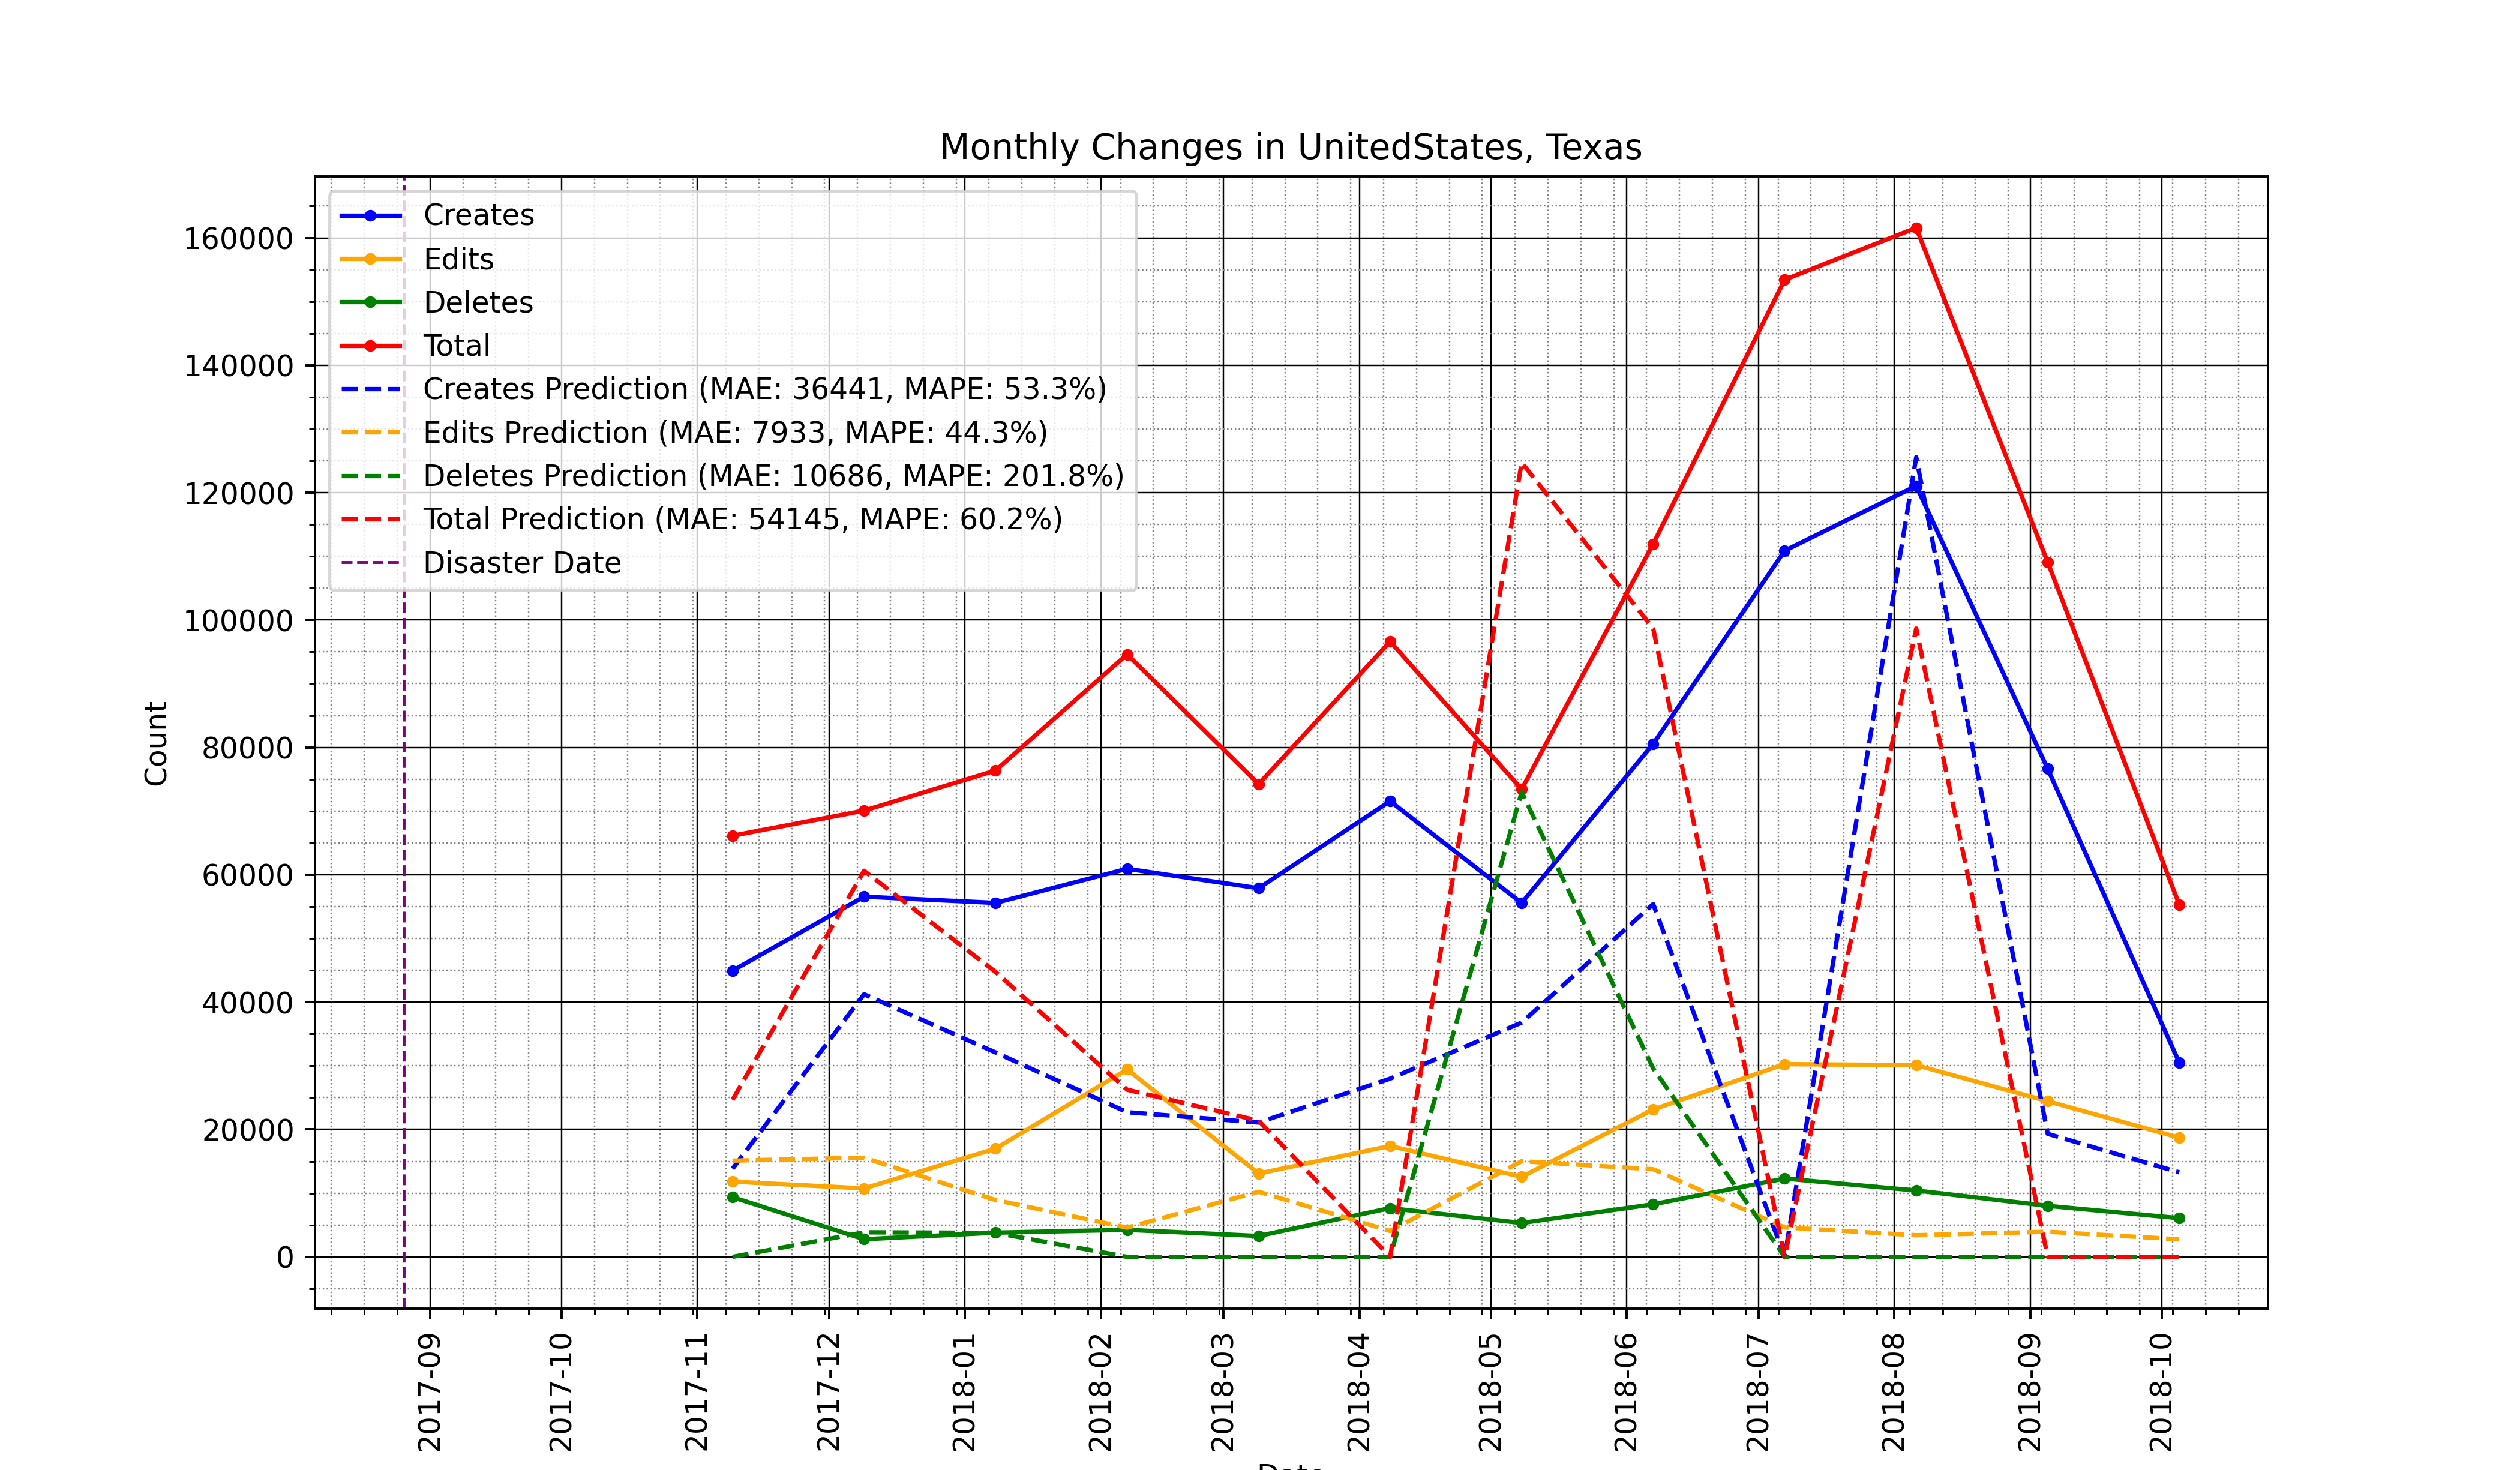 Monthly Changes in UnitedStates, Texas
Creates
Edits
Deletes
Total
Creates Prediction (MAE: 36441, MAPE: 53.3%)
Edits Prediction (MAE: 7933, MAPE: 44.3%)
Deletes Prediction (MAE: 10686, MAPE: 201.8%)
Total Prediction (MAE: 54145, MAPE: 60.2%)
Disaster Date
160000
140000
120000
100000
80000
60000
40000
20000
0
Count
2017-09
2017-10
2017-11
2017-12
2018-01
2018-02
2018-03
2018-04
2018-05
2018-06
2018-07
2018-08
2018-09
2018-10